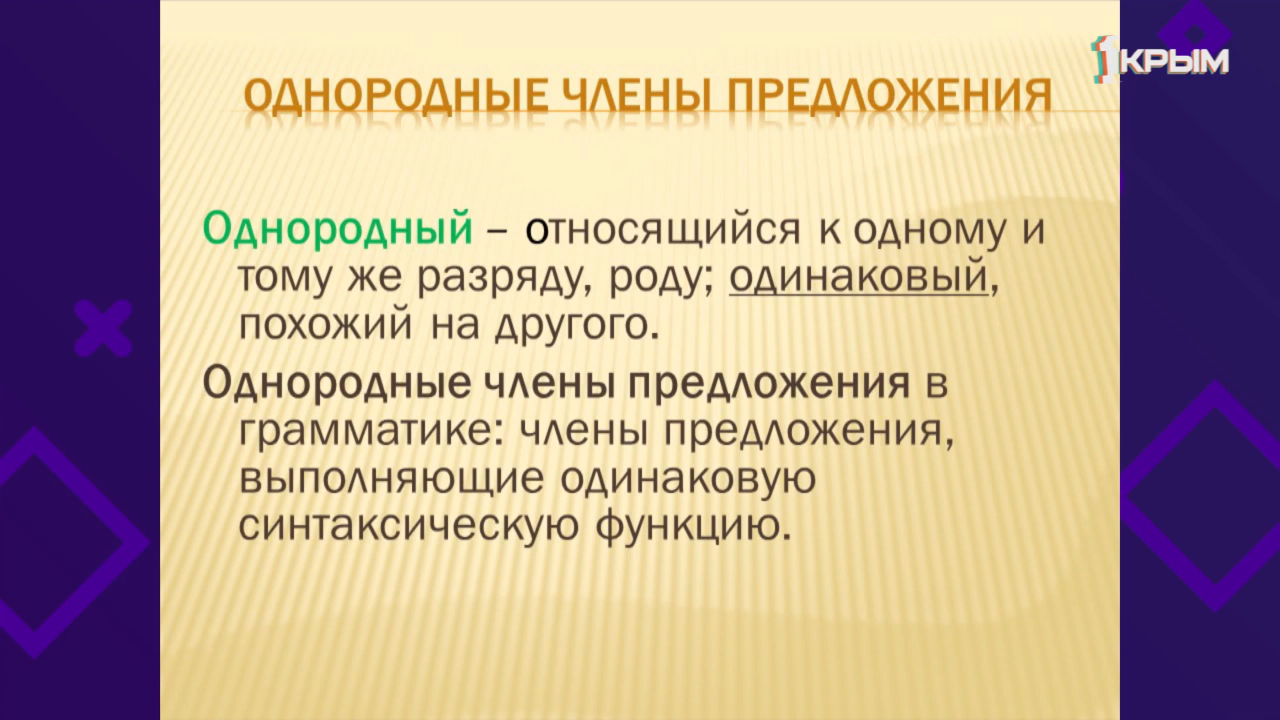 1КРЫМ
ОДНОРОДНЫЕ ЧЛЕНЫ ПРЕДЛОЖЕНИЯ
Однородный – относящийся к одному и
тому же разряду, роду; одинаковый,
похожий на другого.
Однородные члены предложения в
грамматике: члены предложения,
выполняющие одинаковую
синтаксическую функцию.